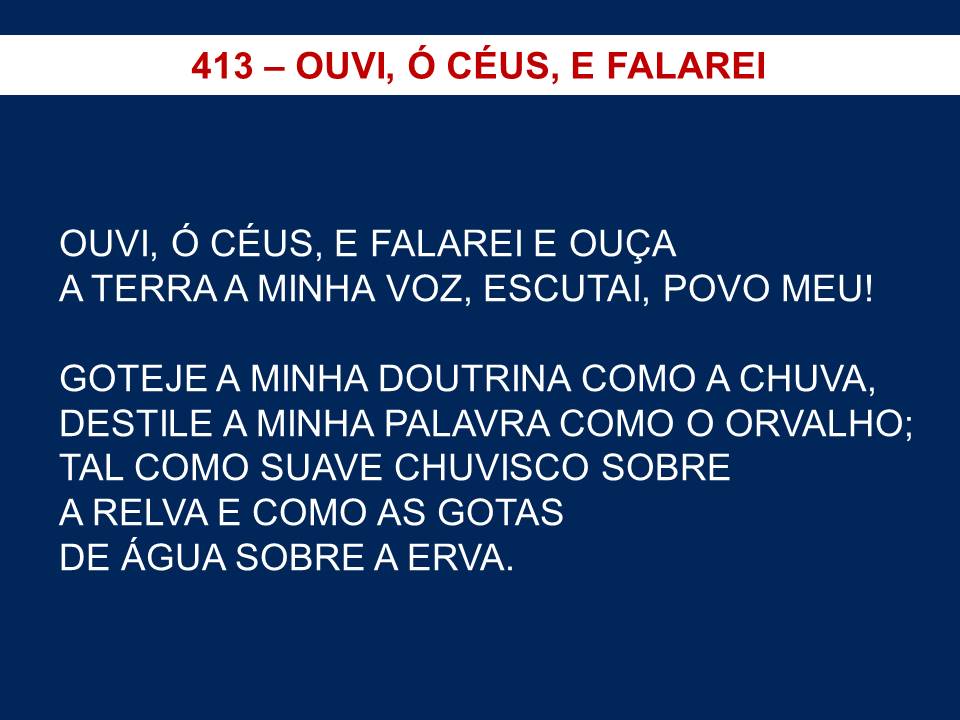 413 – OUVI, Ó CÉUS, E FALAREI
OUVI, Ó CÉUS, E FALAREI E OUÇA
A TERRA A MINHA VOZ, ESCUTAI, POVO MEU!
GOTEJE A MINHA DOUTRINA COMO A CHUVA,
DESTILE A MINHA PALAVRA COMO O ORVALHO;
TAL COMO SUAVE CHUVISCO SOBRE
A RELVA E COMO AS GOTAS
DE ÁGUA SOBRE A ERVA.